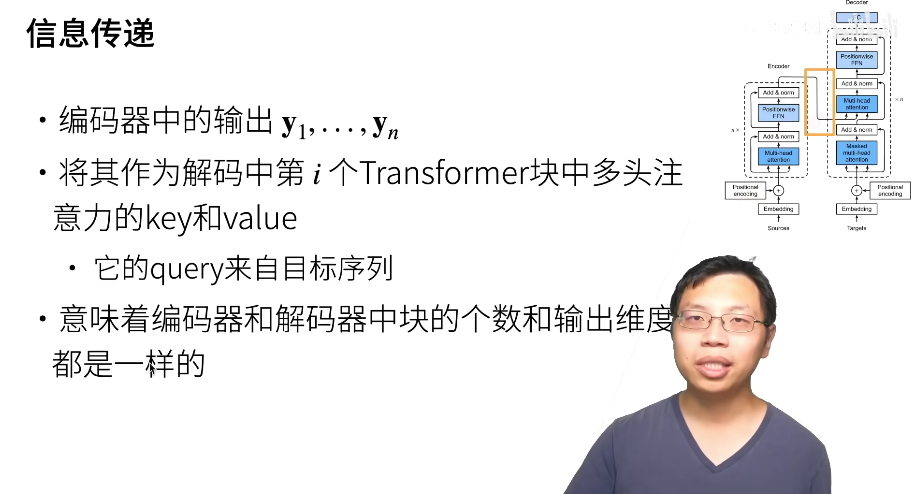 信息传递
• 编码器中的输出 y₁, . . . , yₙ
• 将其作为解码中第 i 个Transformer块中多头注
意力的key和value
• 它的query来自目标序列
• 意味着编码器和解码器中块的个数和输出维度
都是一样的
Decoder
Add & norm
Positionwise
FFN
Add & norm
Muti-head
attention
Add & norm
Masked
multi-head
attention
× n
Positional
encoding
Embedding
Targets
Encoder
Add & norm
Positionwise
FFN
Add & norm
Multi-head
attention
n ×
Positional
encoding
Embedding
Sources